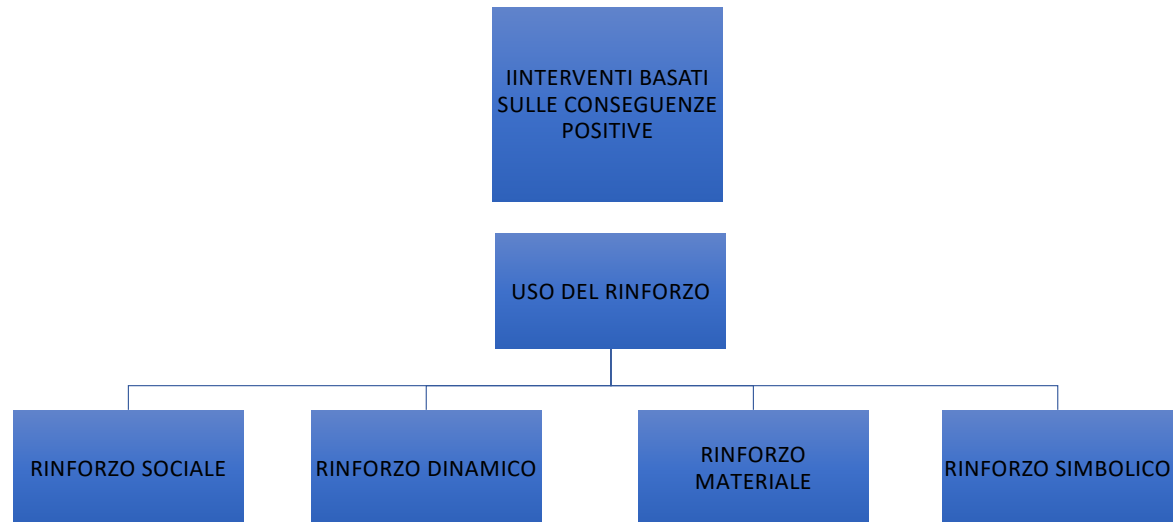 IINTERVENTI BASATI
SULLE CONSEGUENZE
POSITIVE
USO DEL RINFORZO
RINFORZO SOCIALE
RINFORZO DINAMICO
RINFORZO
MATERIALE
RINFORZO SIMBOLICO